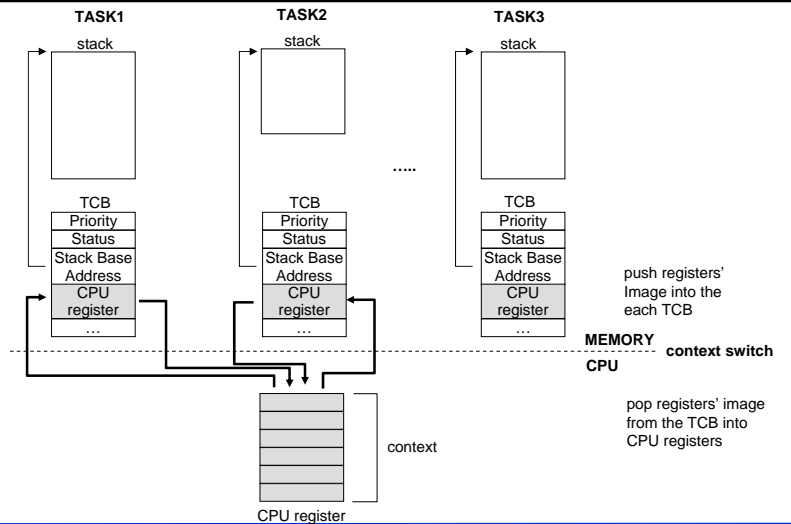 TASK1
TASK2
TASK3
stack
stack
stack
.....
TCB
Priority
Status
Stack Base
Address
CPU
register
…
TCB
Priority
Status
Stack Base
Address
CPU
register
…
TCB
Priority
Status
Stack Base
Address
CPU
register
…
push registers'
Image into the
each TCB
MEMORY
context switch
CPU
pop registers' image
from the TCB into
CPU registers
context
CPU register